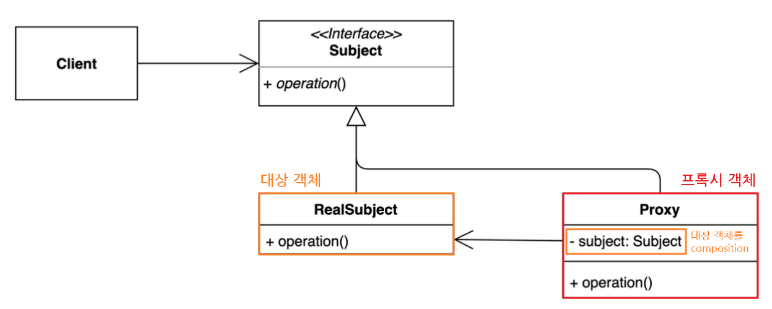 <<Interface>>
Subject
Client
+ operation()
대상 객체
프록시 객체
RealSubject
Proxy
+ operation()
- subject: Subject
대상 객체를
composition
+ operation()